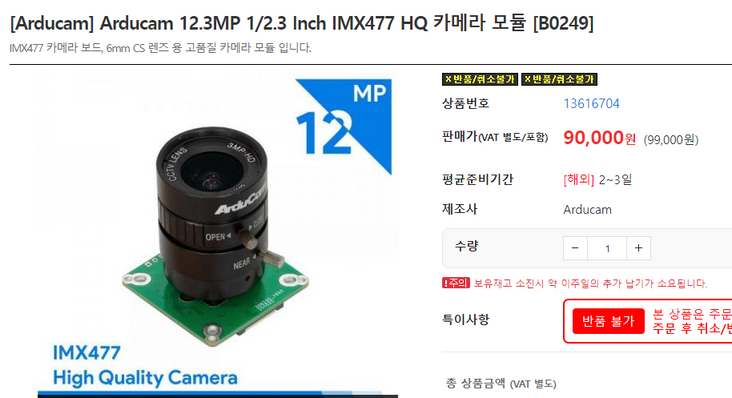 [Arducam] Arducam 12.3MP 1/2.3 Inch IMX477 HQ 카메라 모듈 [B0249]
IMX477 카메라 보드, 6mm CS 렌즈 용 고품질 카메라 모듈 입니다.
MP
12
3MP-HD
CCTV LENS
ArduCam
OPEN
NEAR
IMX477
High Quality Camera
×반품/취소불가 ×반품/취소불가
상품번호 13616704
판매가(VAT 별도/포함) 90,000원 (99,000원)
평균준비기간 [해외] 2~3일
제조사 Arducam
수량 − 1 +
!주의 보유재고 소진시 약 이주일의 추가 납기가 소요됩니다.
특이사항 반품 불가 본 상품은 주문
주문 후 취소/반
총 상품금액 (VAT 별도)